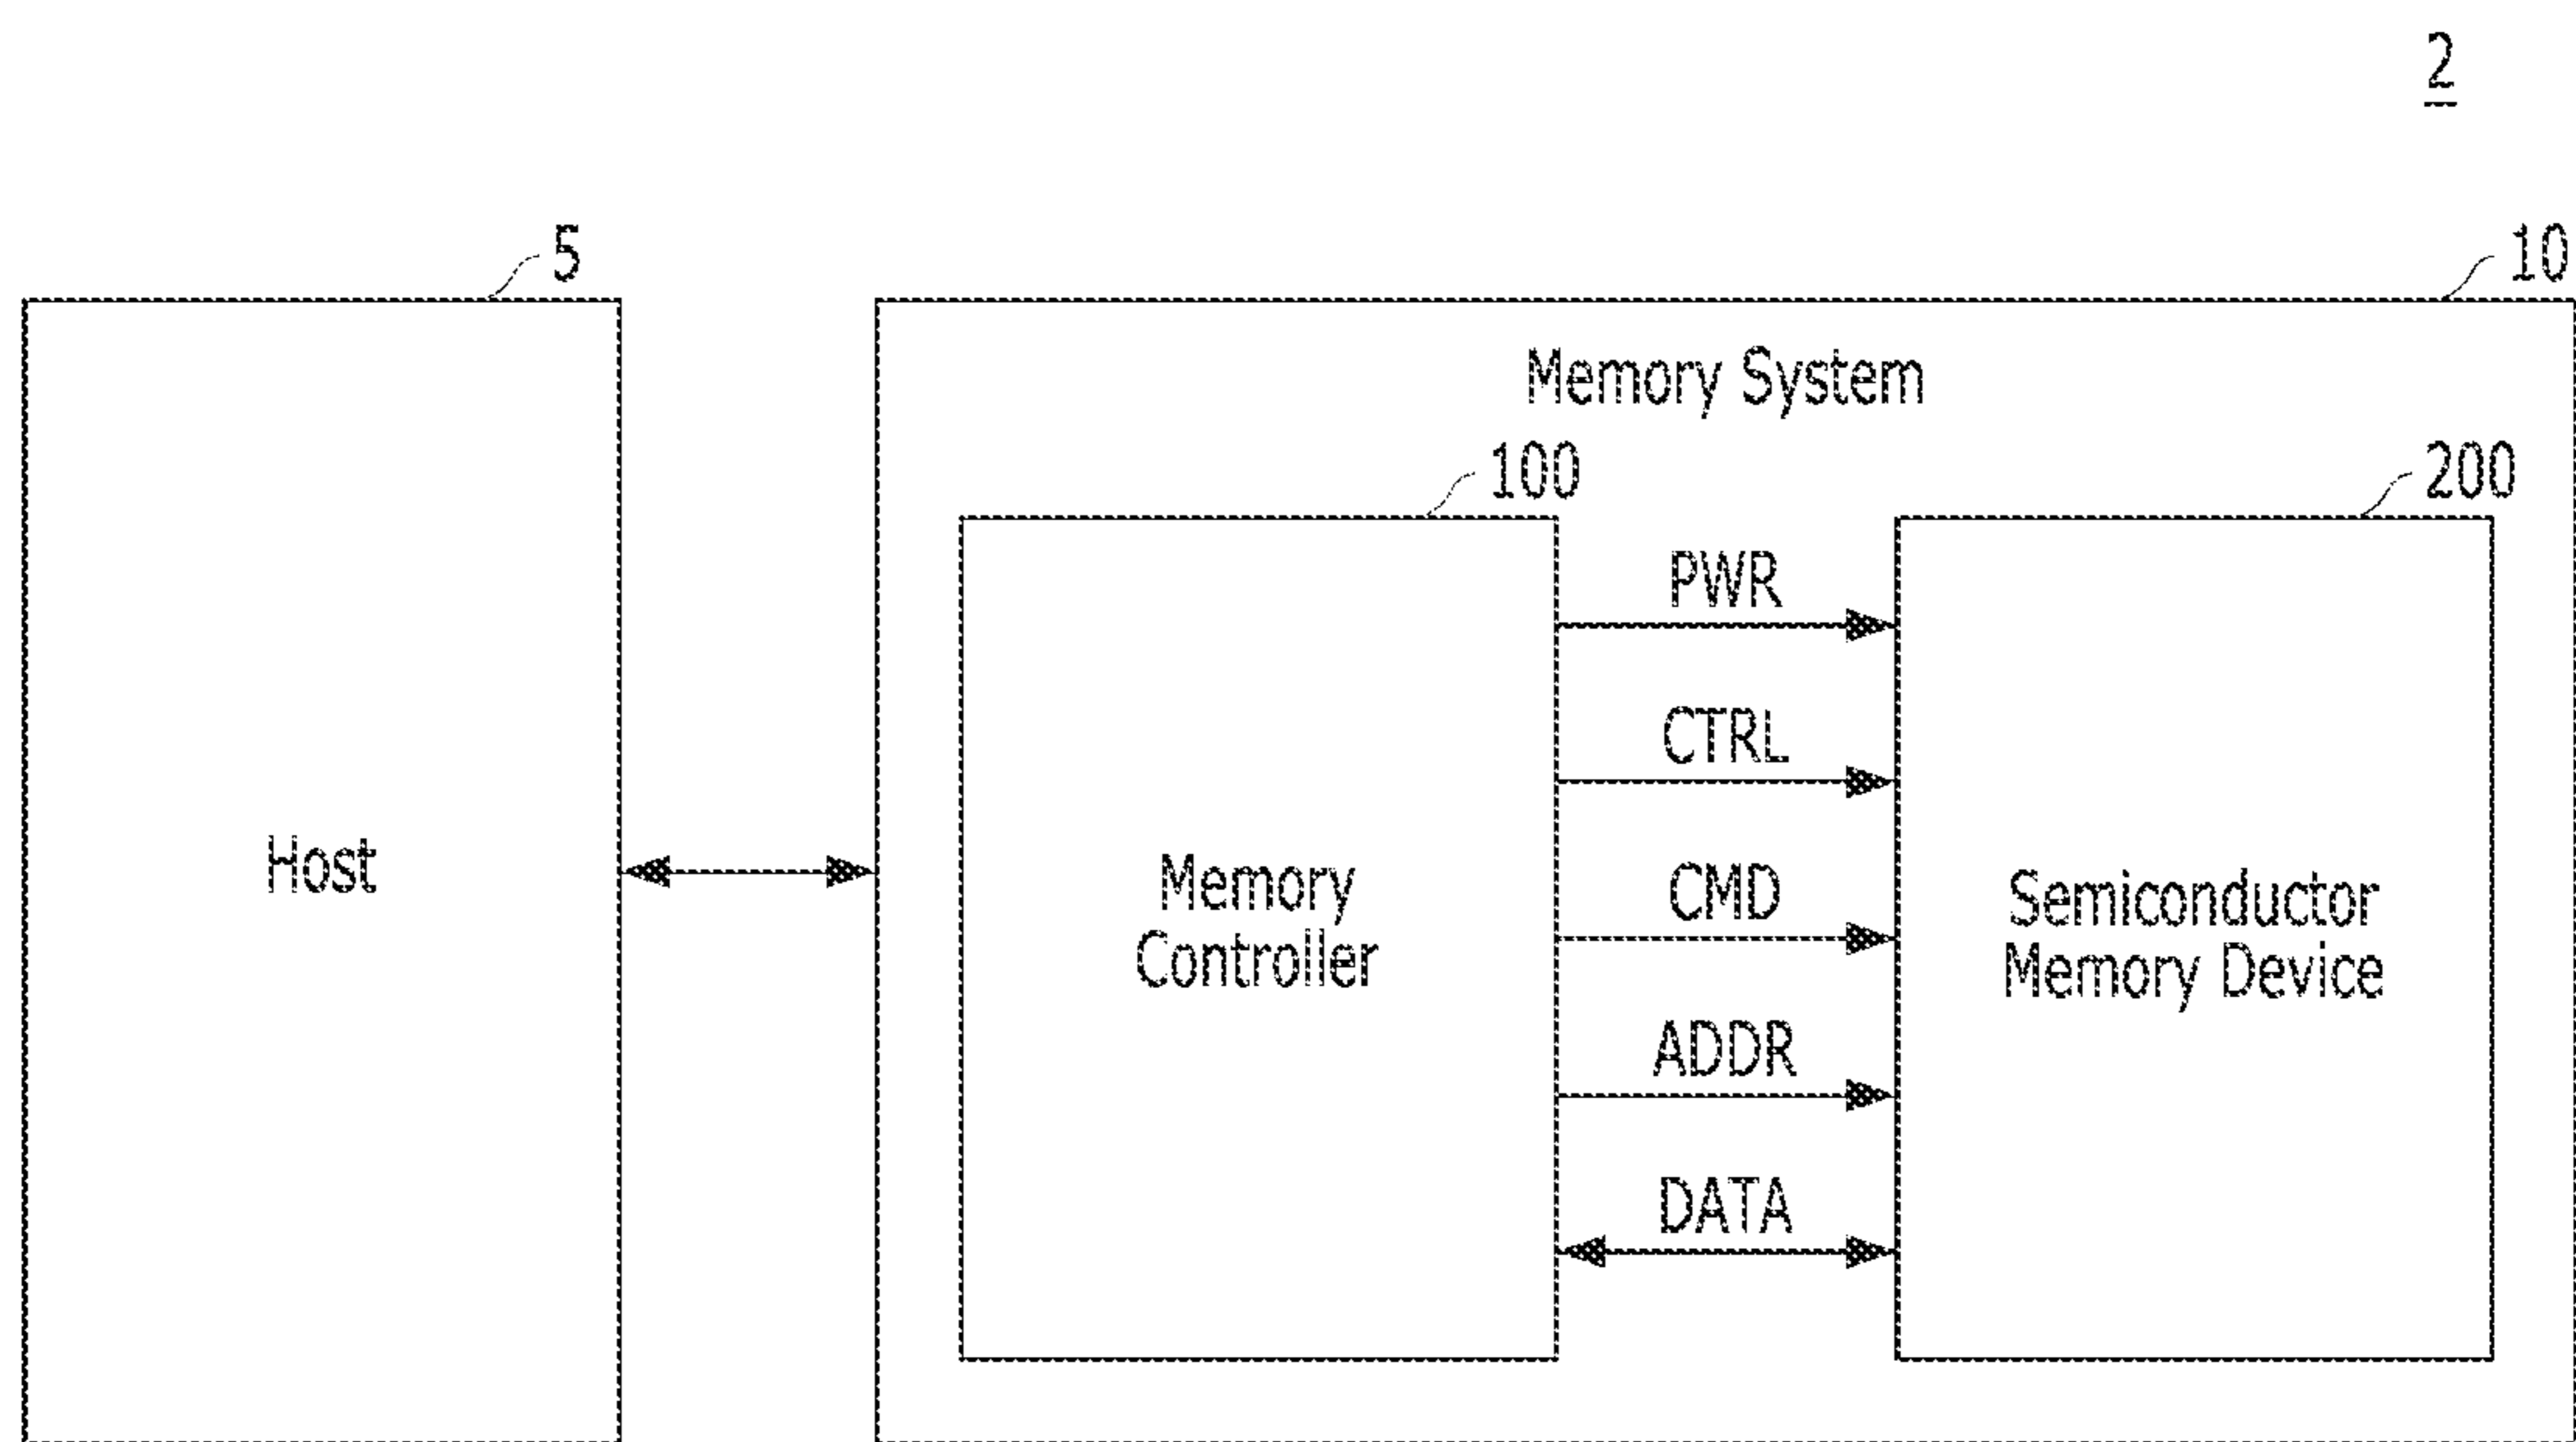 2
5
10
Memory System
100
200
PWR
CTRL
Host
CMD
Memory
Controller
Semiconductor
Memory Device
ADDR
DATA